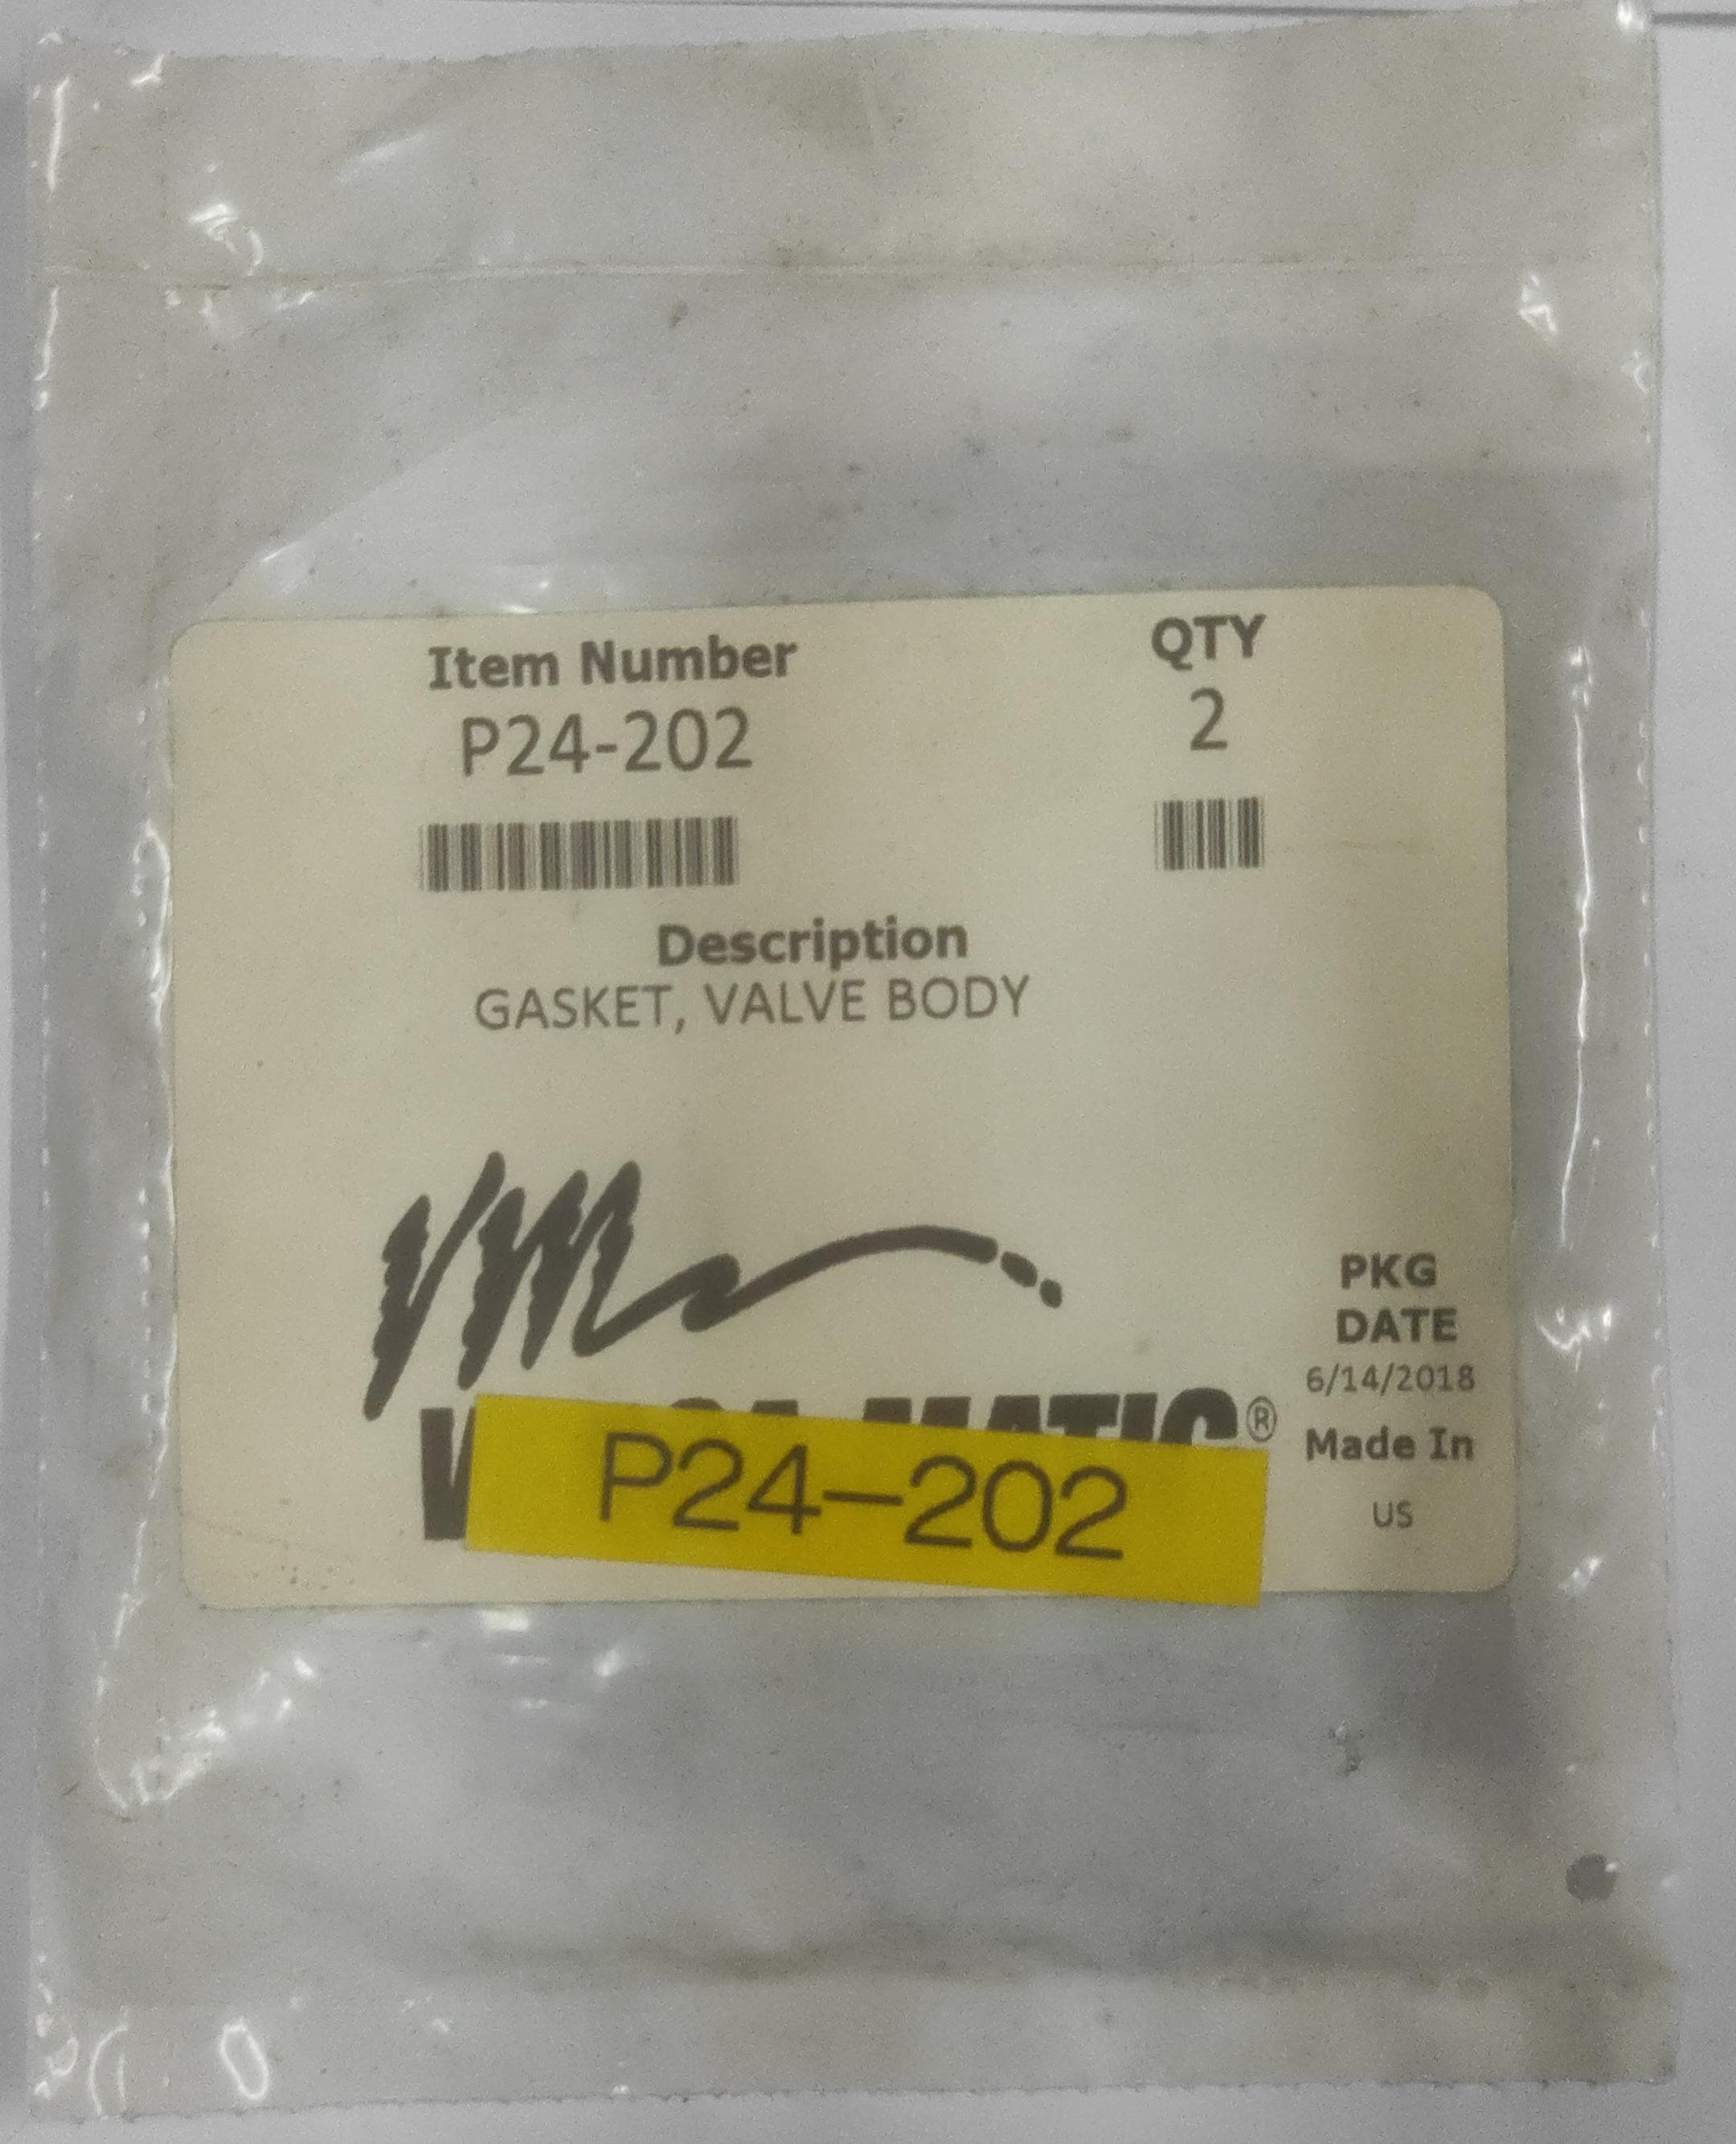 Item Number
P24-202
QTY
2
Description
GASKET, VALVE BODY
PKG
DATE
6/14/2018
Made In
US
MATIC®
P24-202